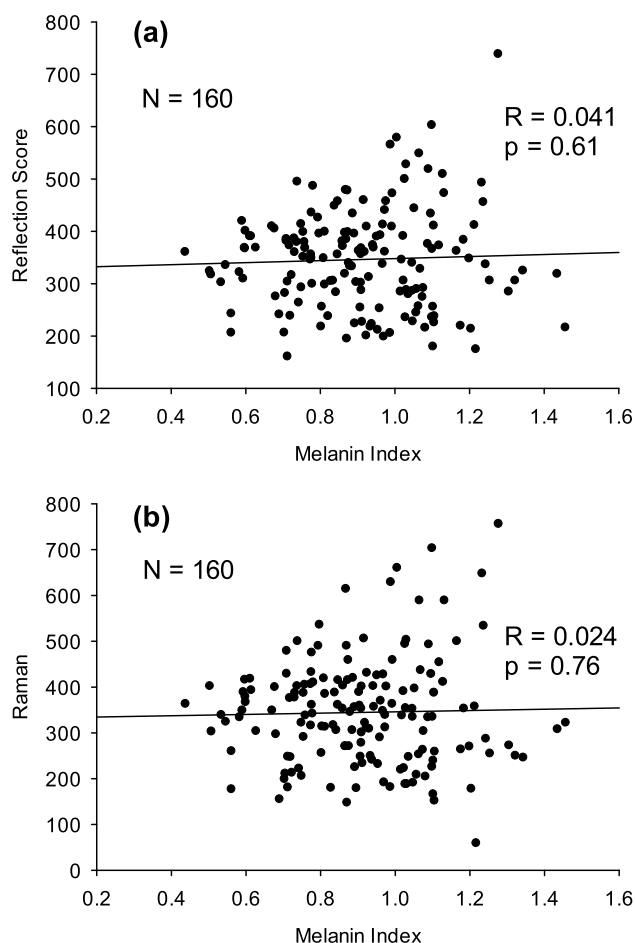 (a)
800
700
600
500
400
300
200
100
N = 160
R = 0.041
p = 0.61
Reflection Score
0.2 0.4 0.6 0.8 1.0 1.2 1.4 1.6
Melanin Index
(b)
800
700
600
500
400
300
200
100
0
N = 160
R = 0.024
p = 0.76
Raman
0.2 0.4 0.6 0.8 1.0 1.2 1.4 1.6
Melanin Index